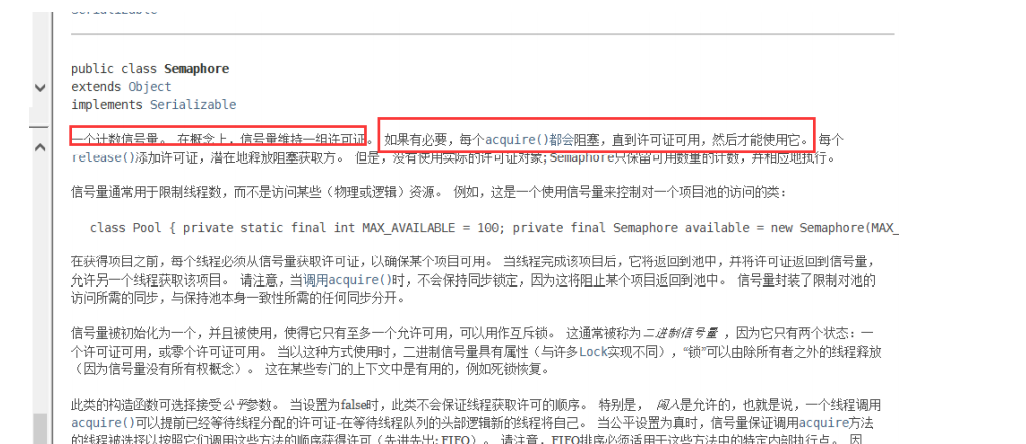 Serializable
public class Semaphore
extends Object
implements Serializable
一个计数信号量。 在概念上，信号量维持一组许可证。 如果有必要，每个acquire()都会阻塞，直到许可证可用，然后才能使用它。 每个
release()添加许可证，潜在地释放阻塞获取方。 但是，没有使用实际的许可证对象; Semaphore只保留可用数量的计数，并相应地执行。
信号量通常用于限制线程数，而不是访问某些（物理或逻辑）资源。 例如，这是一个使用信号量来控制对一个项目池的访问的类：
class Pool { private static final int MAX_AVAILABLE = 100; private final Semaphore available = new Semaphore(MAX_
在获得项目之前，每个线程必须从信号量获取许可证，以确保某个项目可用。 当线程完成该项目后，它将返回到池中，并将许可证返回到信号量，
允许另一个线程获取该项目。 请注意，当调用acquire()时，不会保持同步锁定，因为这将阻止某个项目返回到池中。 信号量封装了限制对池的
访问所需的同步，与保持池本身一致性所需的任何同步分开。
信号量被初始化为一个，并且被使用，使得它只有至多一个允许可用，可以用作互斥锁。 这通常被称为二进制信号量 ，因为它只有两个状态：一
个许可证可用，或零个许可证可用。 当以这种方式使用时，二进制信号量具有属性（与许多Lock实现不同），“锁”可以由除所有者之外的线程释放
（因为信号量没有所有权概念）。 这在某些专门的上下文中是有用的，例如死锁恢复。
此类的构造函数可选择接受公平参数。 当设置为false时，此类不会保证线程获取许可的顺序。 特别是， 闯入是允许的，也就是说，一个线程调用
acquire()可以提前已经等待线程分配的许可证-在等待线程队列的头部逻辑新的线程将自己。 当公平设置为真时，信号量保证调用acquire方法
的线程被选择以按照它们调用这些方法的顺序获得许可（先进先出; FIFO）。 请注意，FIFO排序必须适用于这些方法中的特定内部执行点。 因